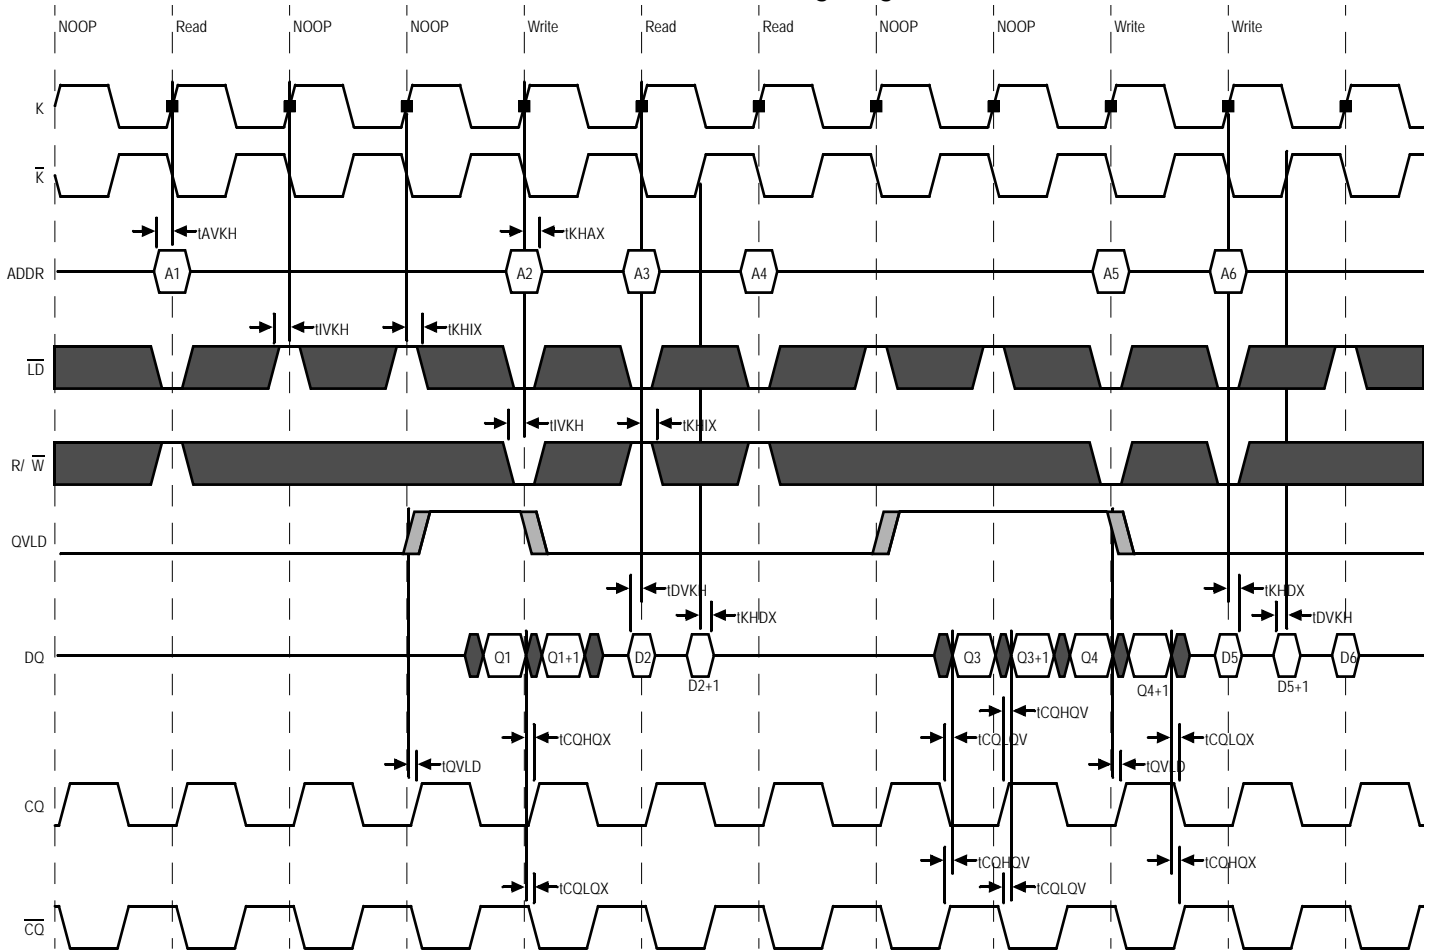 NOOP Read NOOP NOOP Write Read Read NOOP NOOP Write Write
K
K
tAVKH tKHAX
ADDR A1 A2 A3 A4 A5 A6
tIVKH tKHIX
LD
tIVKH tKHIX
R/ W
QVLD
tDVKH tKHDX
tKHDX tDVKH
DQ Q1 Q1+1 D2 Q3 Q3+1 Q4 D5 D6
D2+1 Q4+1 D5+1
tCQHQV
tCQHQX tCQLQV tCQLQX
tQVLD tQVLD
CQ
tCQHQV tCQHQX
tCQLQX tCQLQV
CQ